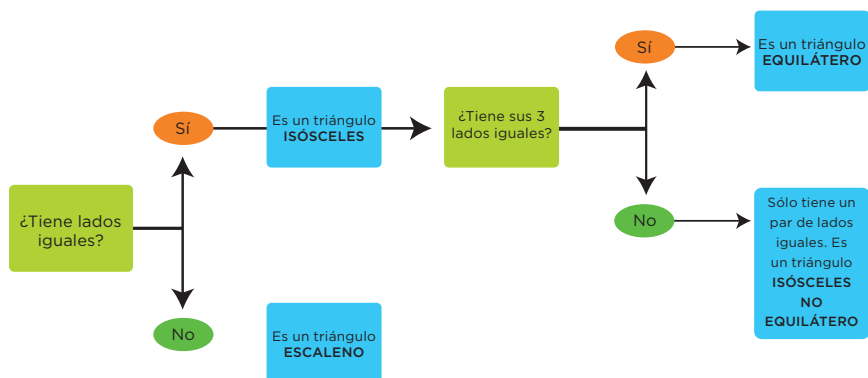 ¿Tiene lados
iguales?
Sí
No
Es un triángulo
ISÓSCELES
Es un triángulo
ESCALENO
¿Tiene sus 3
lados iguales?
Sí
No
Es un triángulo
EQUILÁTERO
Sólo tiene un
par de lados
iguales. Es
un triángulo
ISÓSCELES
NO
EQUILÁTERO